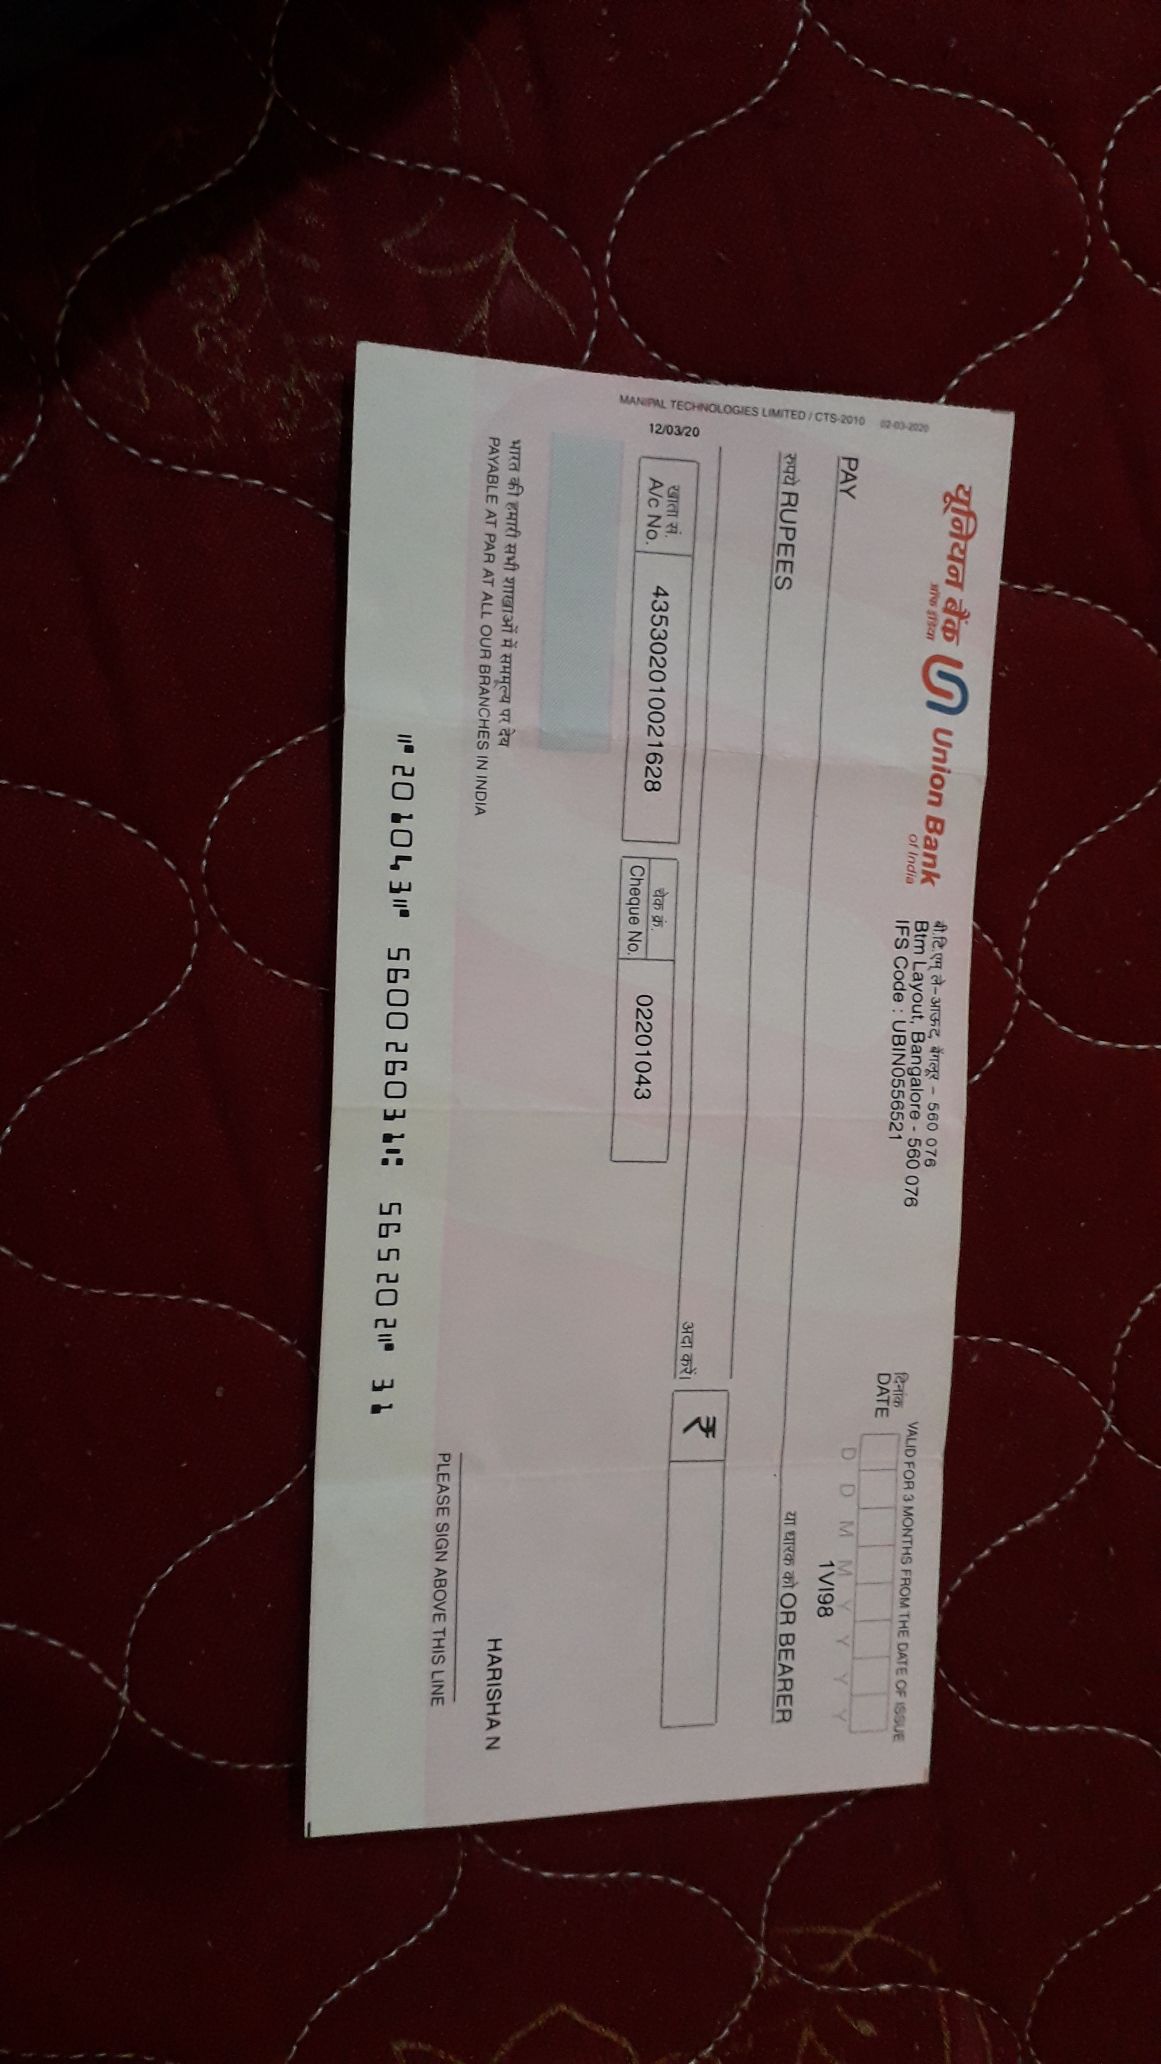 यूनियन बैंक
ऑफ इंडिया
Union Bank
of India
बी.टि.एम् ले-आऊट, बेंगलूर - 560 076
Btm Layout, Bangalore - 560 076
IFS Code : UBIN0556521
VALID FOR 3 MONTHS FROM THE DATE OF ISSUE
दिनांक
DATE
D D M M Y Y Y Y
1VI98
PAY
या धारक को OR BEARER
रुपये RUPEES
अदा करें।
₹
MANIPAL TECHNOLOGIES LIMITED / CTS-2010 02-03-2020
12/03/20
खाता सं.
A/c No.
435302010021628
चेक क्रं.
Cheque No.
02201043
HARISHA N
भारत की हमारी सभी शाखाओं में सममूल्य पर देय
PAYABLE AT PAR AT ALL OUR BRANCHES IN INDIA
PLEASE SIGN ABOVE THIS LINE
⑈201043⑈ 560026031⑆ 565202⑈ 31